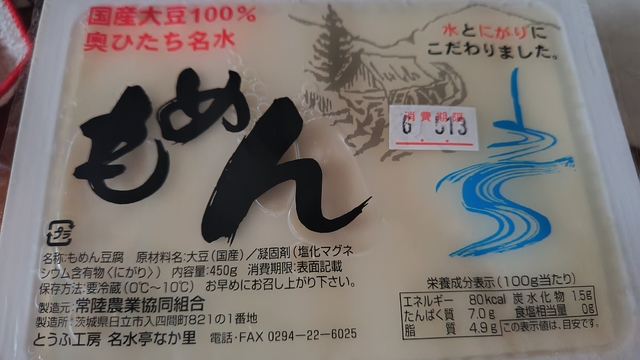 国産大豆100%
奥ひたち名水
水とにがりに
こだわりました。
もめん
消費期限
6. 5.13
プラ
名称:もめん豆腐 原材料名:大豆(国産)/凝固剤(塩化マグネ
シウム含有物〈にがり〉) 内容量:450g 消費期限:表面記載
保存方法:要冷蔵(0℃〜10℃) お早めにお召し上がり下さい。
製造元:常陸農業協同組合
製造所:茨城県日立市入四間町821の1番地
とうふ工房 名水亭なか里 電話・FAX 0294-22-6025
栄養成分表示(100g当たり)
エネルギー 80kcal 炭水化物 1.5g
たんぱく質 7.0g 食塩相当量 0g
脂質 4.9g この表示値は、目安です。